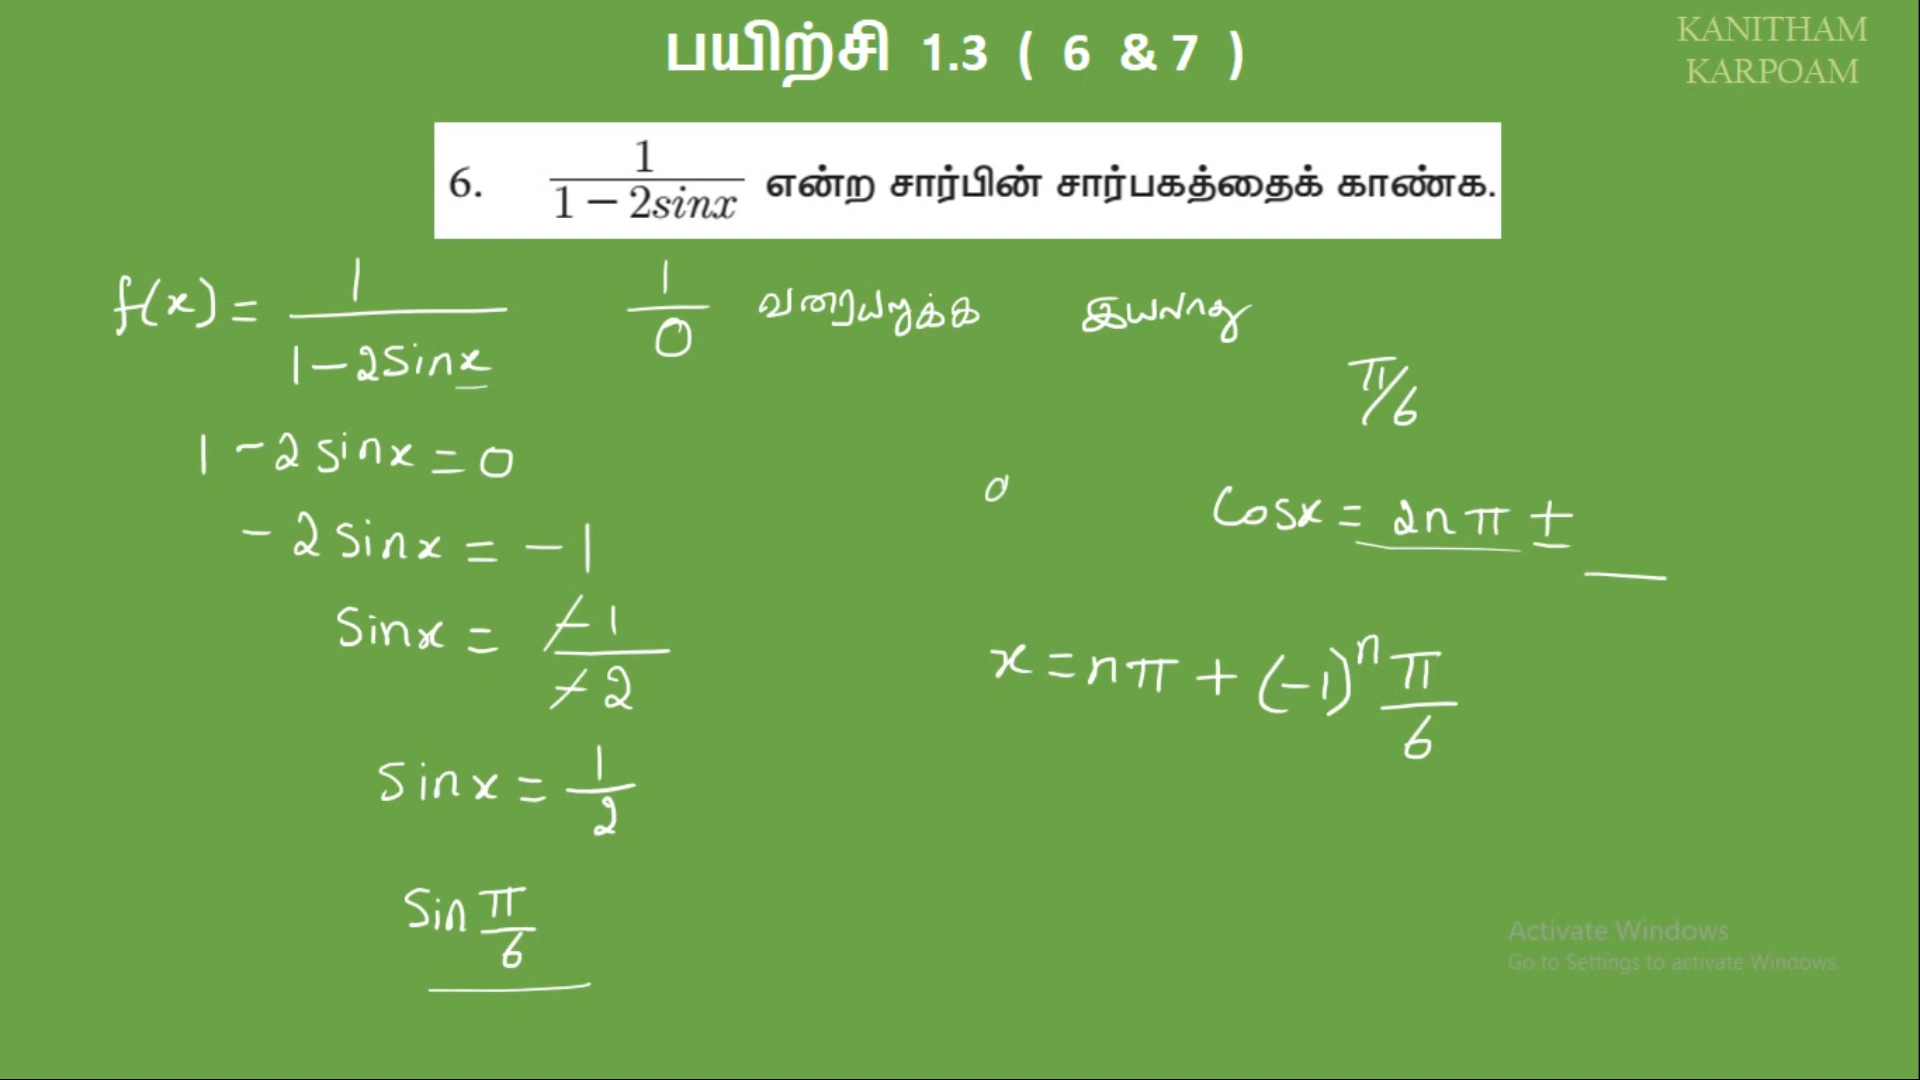 பயிற்சி 1.3 ( 6 & 7 )
KANITHAM
KARPOAM
6. 1/(1 − 2sinx) என்ற சார்பின் சார்பகத்தைக் காண்க.
f(x) = 1/(1 − 2 sinx)
1/0 வரையறுக்க இயலாது
π/6
1 − 2 sinx = 0
cosx = 2nπ ±
− 2 sinx = − 1
sinx = −1/−2
x = nπ + (−1)^n π/6
sinx = 1/2
sin π/6
Activate Windows
Go to Settings to activate Windows.